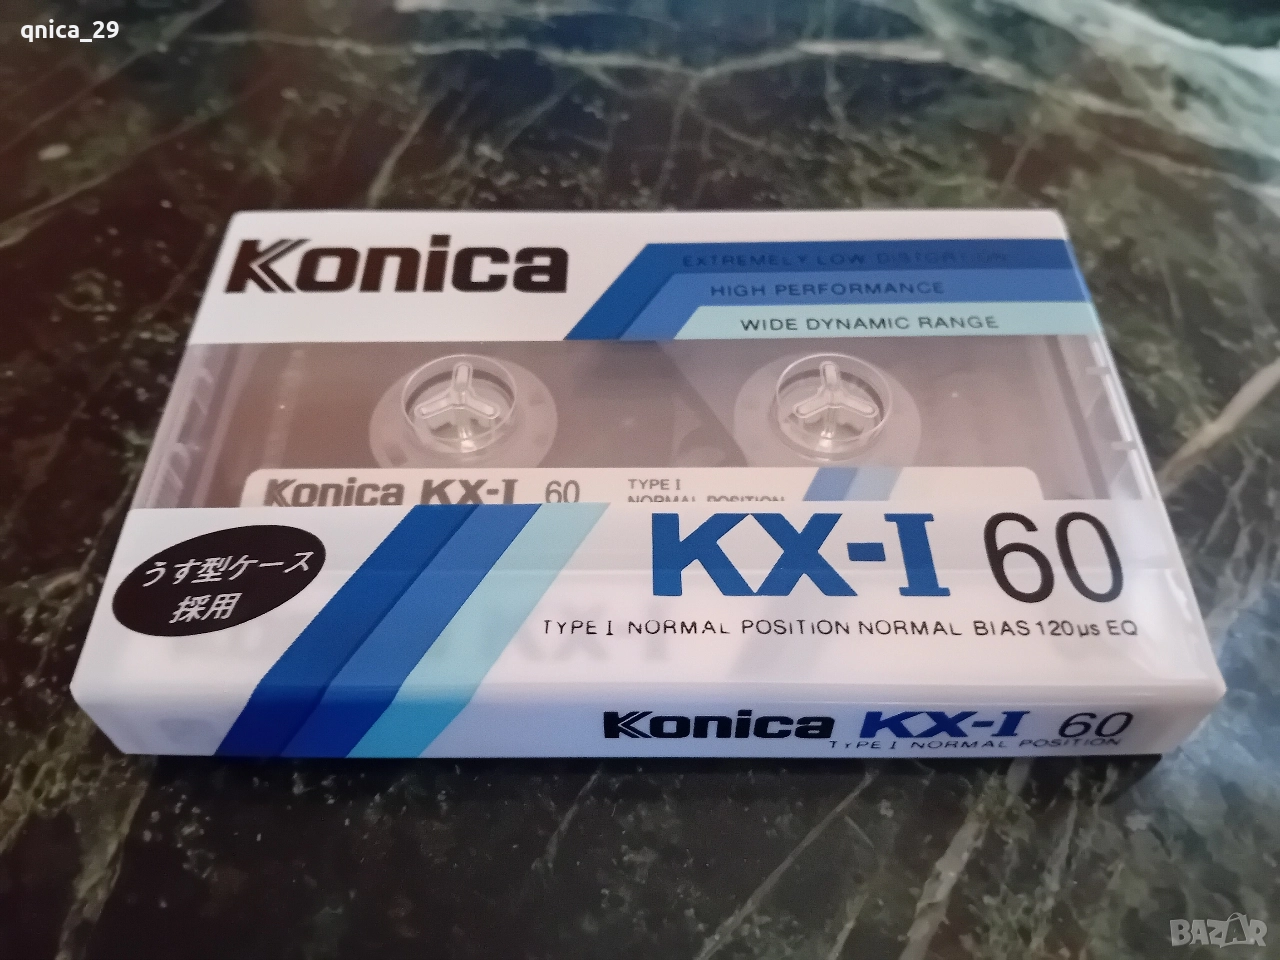 qnica_29
Konica
EXTREMELY LOW DISTORTION
HIGH PERFORMANCE
WIDE DYNAMIC RANGE
Konica KX-I 60
TYPE I
NORMAL POSITION
KX-I 60
うす型ケース
採用
TYPE I NORMAL POSITION NORMAL BIAS 120μs EQ
Konica KX-I 60
TYPE I NORMAL POSITION
BAZAR